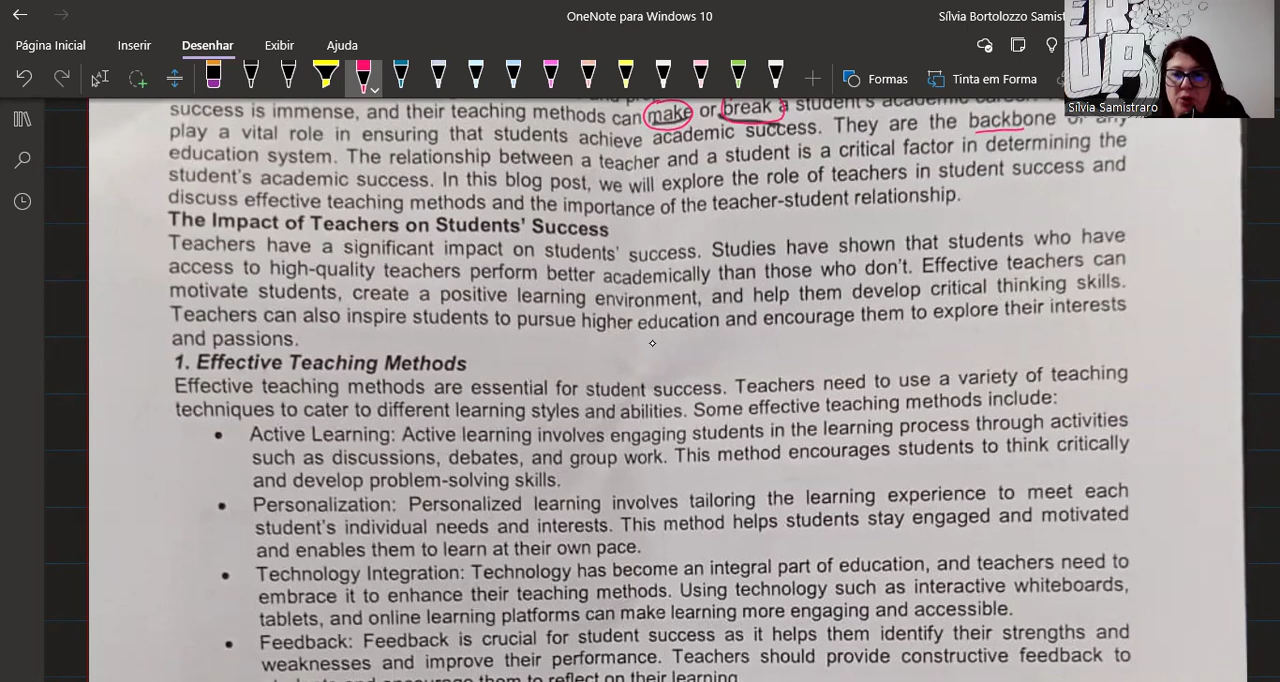 OneNote para Windows 10
Sílvia Bortolozzo Samist
Página Inicial Inserir Desenhar Exibir Ajuda
Formas Tinta em Forma
ER
UP!
Sílvia Samistraro
success is immense, and their teaching methods can make or break a student's academic
play a vital role in ensuring that students achieve academic success. They are the backbone of any
education system. The relationship between a teacher and a student is a critical factor in determining the
student's academic success. In this blog post, we will explore the role of teachers in student success and
discuss effective teaching methods and the importance of the teacher-student relationship.
The Impact of Teachers on Students' Success
Teachers have a significant impact on students' success. Studies have shown that students who have
access to high-quality teachers perform better academically than those who don't. Effective teachers can
motivate students, create a positive learning environment, and help them develop critical thinking skills.
Teachers can also inspire students to pursue higher education and encourage them to explore their interests
and passions.
1. Effective Teaching Methods
Effective teaching methods are essential for student success. Teachers need to use a variety of teaching
techniques to cater to different learning styles and abilities. Some effective teaching methods include:
• Active Learning: Active learning involves engaging students in the learning process through activities
such as discussions, debates, and group work. This method encourages students to think critically
and develop problem-solving skills.
• Personalization: Personalized learning involves tailoring the learning experience to meet each
student's individual needs and interests. This method helps students stay engaged and motivated
and enables them to learn at their own pace.
• Technology Integration: Technology has become an integral part of education, and teachers need to
embrace it to enhance their teaching methods. Using technology such as interactive whiteboards,
tablets, and online learning platforms can make learning more engaging and accessible.
• Feedback: Feedback is crucial for student success as it helps them identify their strengths and
weaknesses and improve their performance. Teachers should provide constructive feedback to
students and encourage them to reflect on their learning.